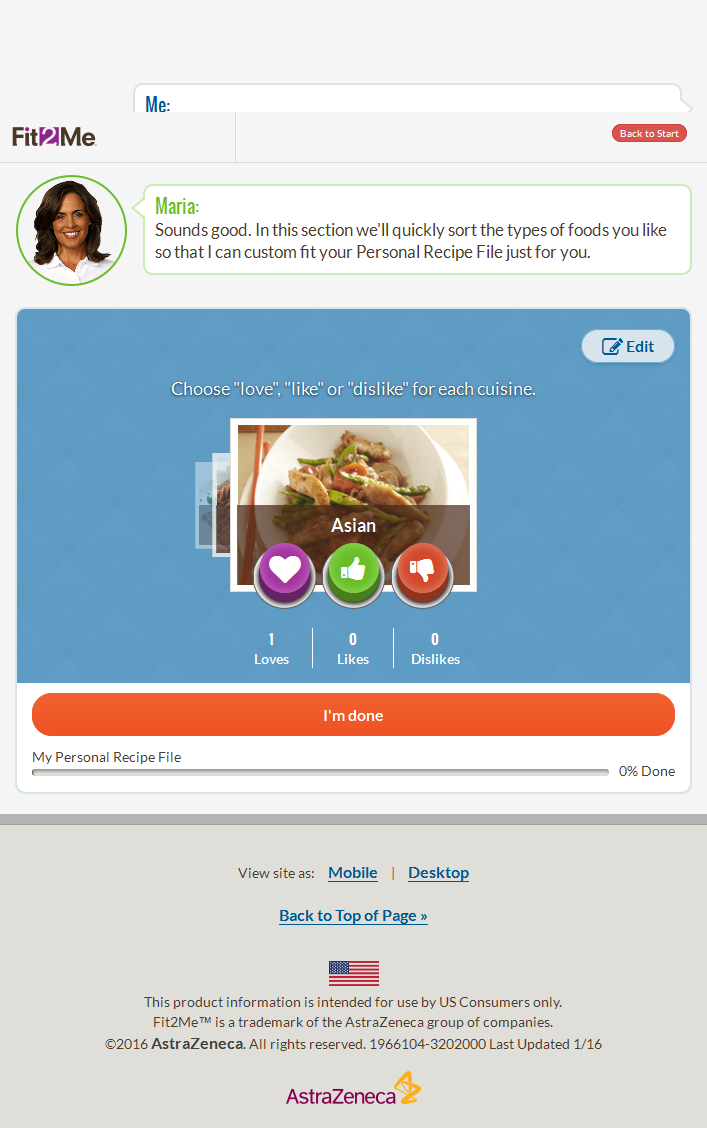 Me:
Fit2Me
Back to Start
Maria:
Sounds good. In this section we’ll quickly sort the types of foods you like
so that I can custom fit your Personal Recipe File just for you.
Edit
Choose "love", "like" or "dislike" for each cuisine.
Asian
1
Loves
0
Likes
0
Dislikes
I'm done
My Personal Recipe File
0% Done
View site as: Mobile | Desktop
Back to Top of Page »
This product information is intended for use by US Consumers only.
Fit2Me™ is a trademark of the AstraZeneca group of companies.
©2016 AstraZeneca. All rights reserved. 1966104-3202000 Last Updated 1/16
AstraZeneca